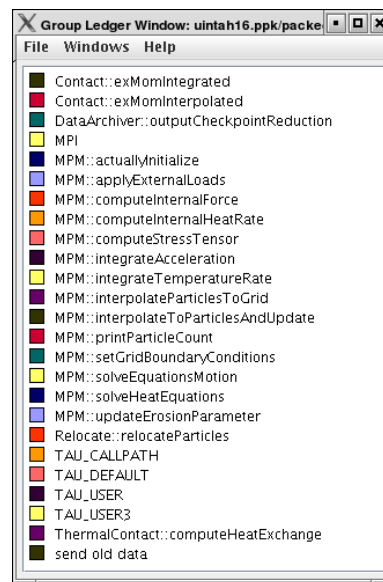 Group Ledger Window: uintah16.ppk/packe
File Windows Help
Contact::exMomIntegrated
Contact::exMomInterpolated
DataArchiver::outputCheckpointReduction
MPI
MPM::actuallyInitialize
MPM::applyExternalLoads
MPM::computeInternalForce
MPM::computeInternalHeatRate
MPM::computeStressTensor
MPM::integrateAcceleration
MPM::integrateTemperatureRate
MPM::interpolateParticlesToGrid
MPM::interpolateToParticlesAndUpdate
MPM::printParticleCount
MPM::setGridBoundaryConditions
MPM::solveEquationsMotion
MPM::solveHeatEquations
MPM::updateErosionParameter
Relocate::relocateParticles
TAU_CALLPATH
TAU_DEFAULT
TAU_USER
TAU_USER3
ThermalContact::computeHeatExchange
send old data